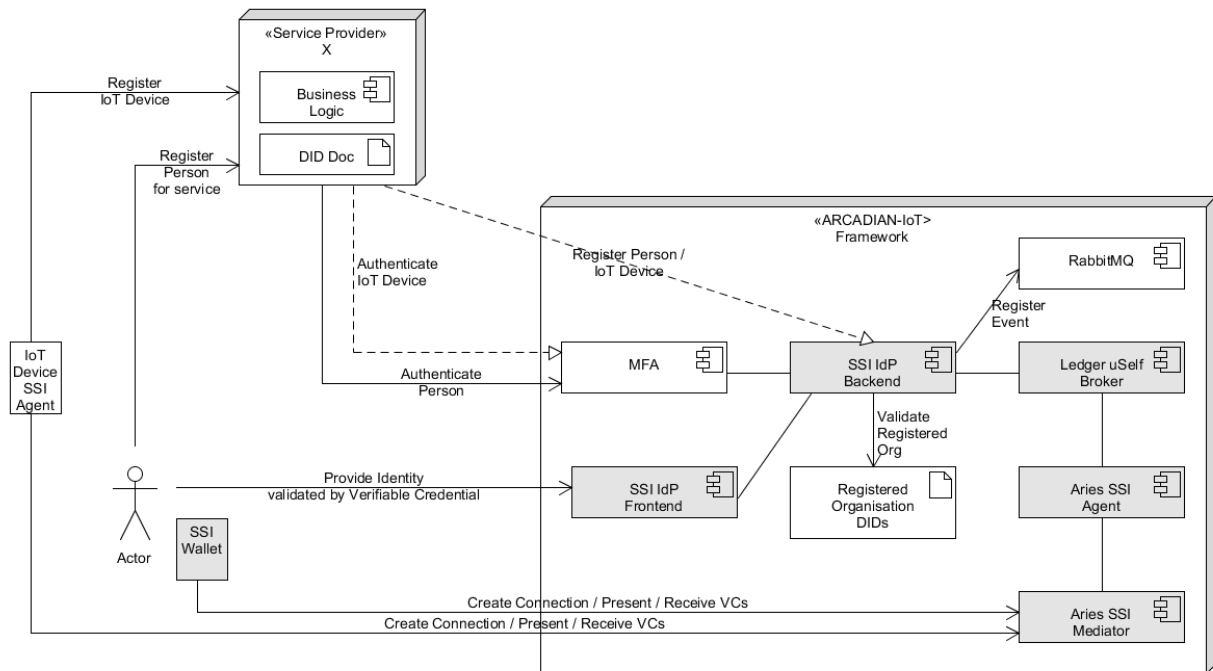 «Service Provider»
X
Business
Logic
DID Doc
Register
IoT Device
Register
Person
for service
«ARCADIAN-IoT>
Framework
Register Person /
IoT Device
Authenticate
IoT Device
RabbitMQ
Register
Event
MFA
SSI IdP
Backend
Ledger uSelf
Broker
IoT
Device
SSI
Agent
Authenticate
Person
Validate
Registered
Org
Provide Identity
validated by Verifiable Credential
SSI IdP
Frontend
Registered
Organisation
DIDs
Aries SSI
Agent
Actor
SSI
Wallet
Create Connection / Present / Receive VCs
Create Connection / Present / Receive VCs
Aries SSI
Mediator